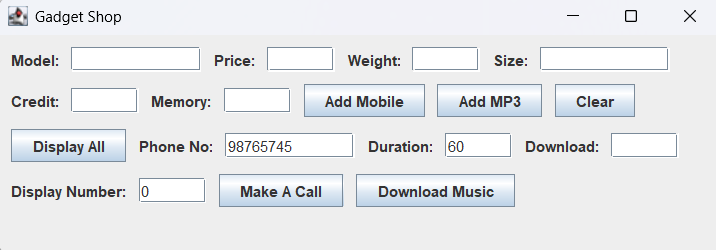 Gadget Shop
Model: Price: Weight: Size:
Credit: Memory: Add Mobile Add MP3 Clear
Display All Phone No: 98765745 Duration: 60 Download:
Display Number: 0 Make A Call Download Music